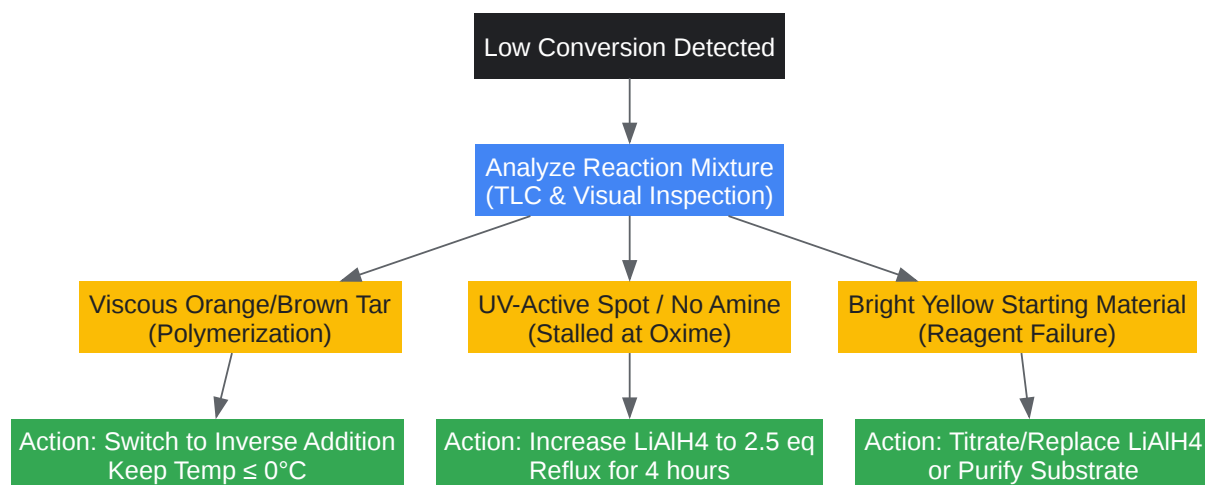 Low Conversion Detected
Analyze Reaction Mixture
(TLC & Visual Inspection)
Viscous Orange/Brown Tar
(Polymerization)
UV-Active Spot / No Amine
(Stalled at Oxime)
Bright Yellow Starting Material
(Reagent Failure)
Action: Switch to Inverse Addition
Keep Temp ≤ 0°C
Action: Increase LiAlH4 to 2.5 eq
Reflux for 4 hours
Action: Titrate/Replace LiAlH4
or Purify Substrate